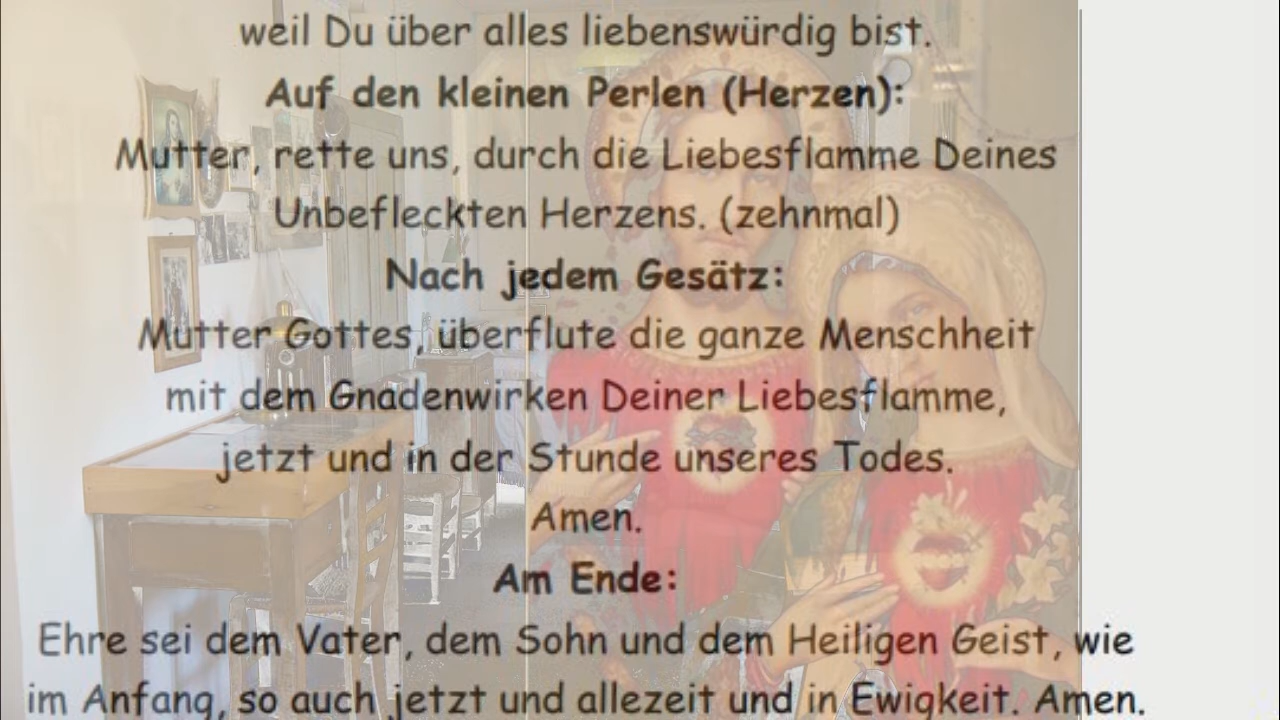 weil Du über alles liebenswürdig bist.
Auf den kleinen Perlen (Herzen):
Mutter, rette uns, durch die Liebesflamme Deines
Unbefleckten Herzens. (zehnmal)
Nach jedem Gesätz:
Mutter Gottes, überflute die ganze Menschheit
mit dem Gnadenwirken Deiner Liebesflamme,
jetzt und in der Stunde unseres Todes.
Amen.
Am Ende:
Ehre sei dem Vater, dem Sohn und dem Heiligen Geist, wie
im Anfang, so auch jetzt und allezeit und in Ewigkeit. Amen.